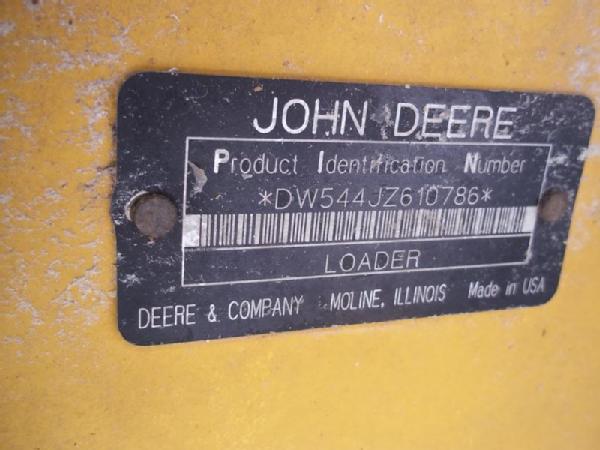 JOHN DEERE
Product Identification Number
*DW544JZ610786*
LOADER
DEERE & COMPANY MOLINE, ILLINOIS Made in USA